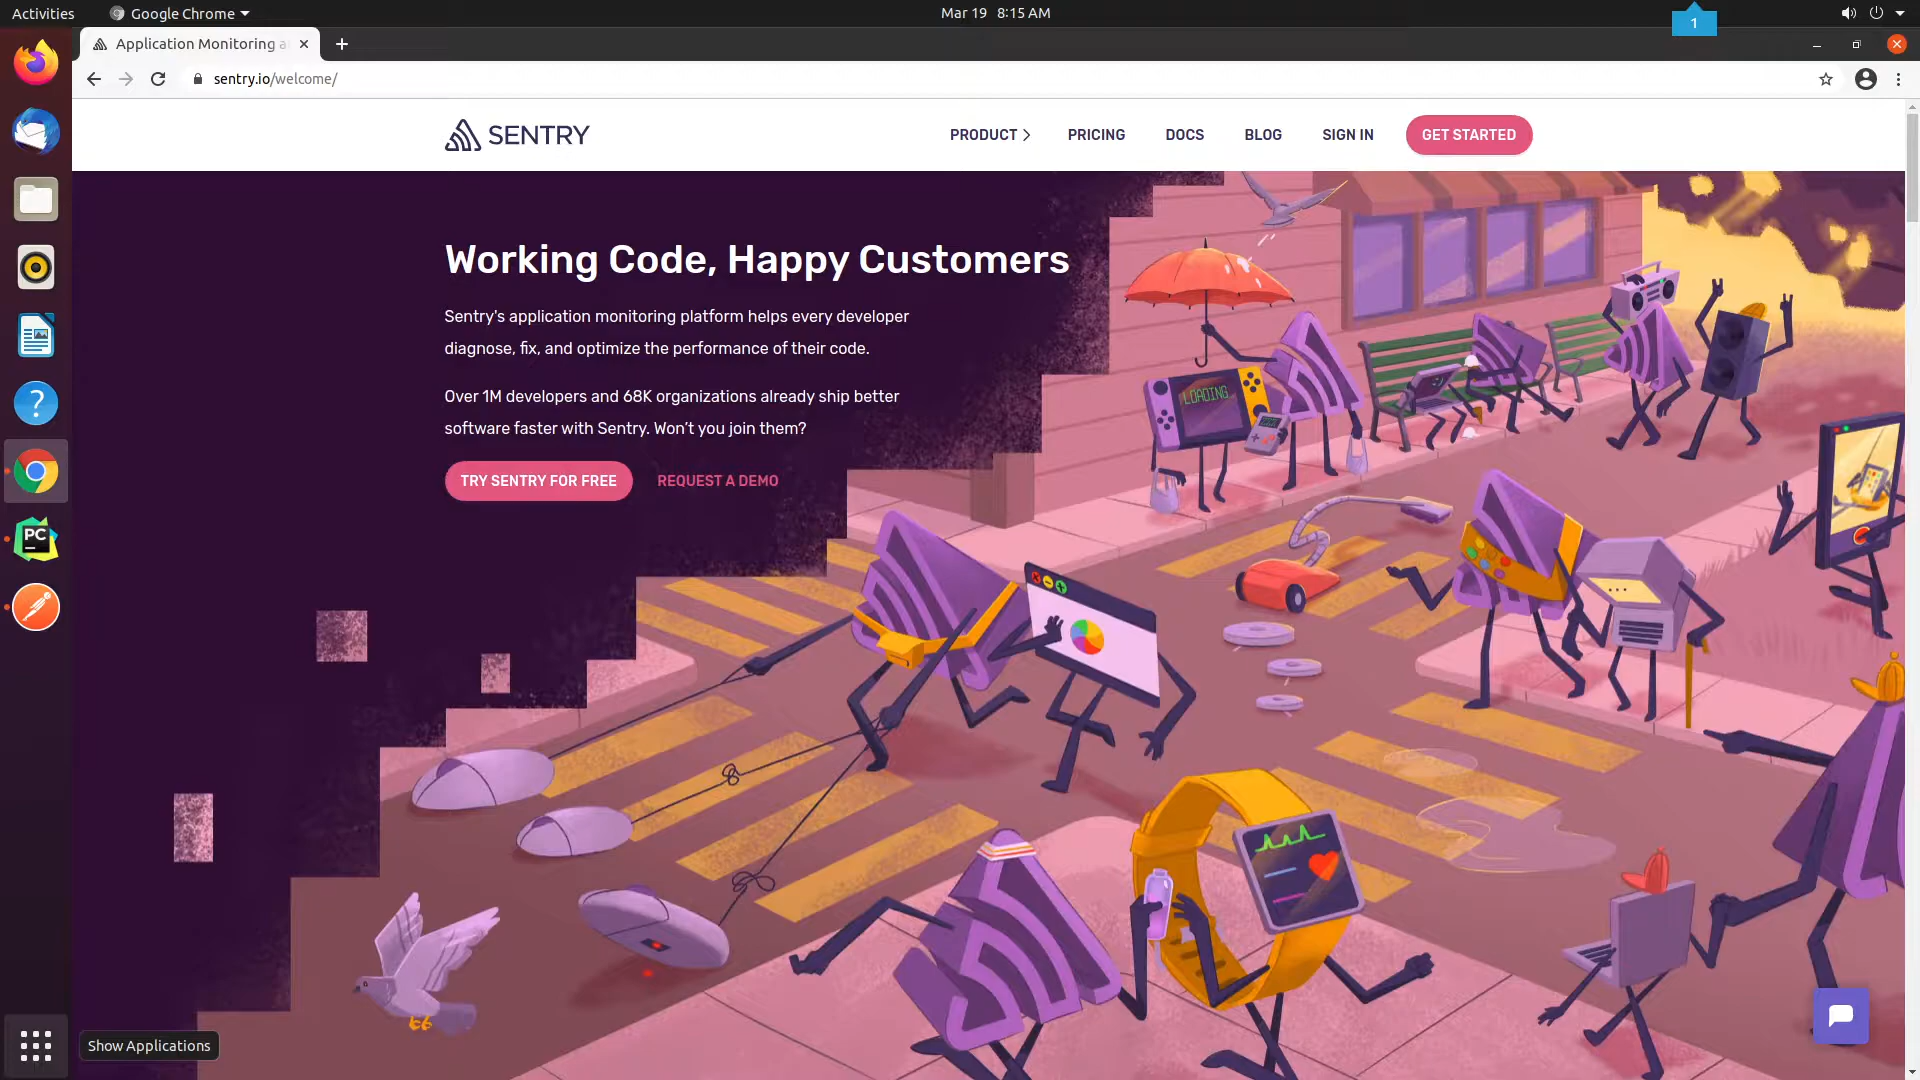 Activities
Google Chrome
Mar 19 8:15 AM
1
Application Monitoring a
sentry.io/welcome/
SENTRY
PRODUCT
PRICING
DOCS
BLOG
SIGN IN
GET STARTED
Working Code, Happy Customers
Sentry's application monitoring platform helps every developer
diagnose, fix, and optimize the performance of their code.
Over 1M developers and 68K organizations already ship better
software faster with Sentry. Won't you join them?
TRY SENTRY FOR FREE
REQUEST A DEMO
LOADING
?
PC
Show Applications